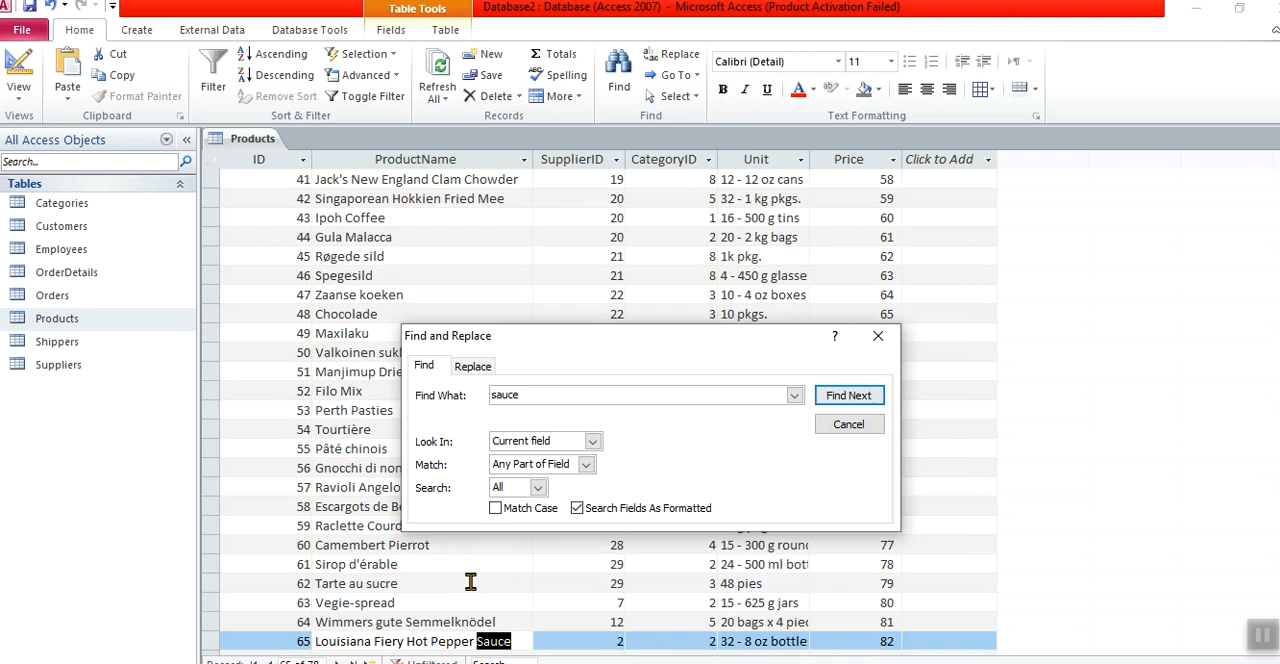 Table Tools Database2 : Database (Access 2007) - Microsoft Access (Product Activation Failed)
File Home Create External Data Database Tools Fields Table
View Paste Cut Copy Format Painter Filter Ascending Descending Remove Sort Selection Advanced Toggle Filter Refresh All New Save Delete Totals Spelling More Find Replace Go To Select Calibri (Detail) 11 B I U A ab
Views Clipboard Sort & Filter Records Find Text Formatting
All Access Objects
Search...
Tables
Categories
Customers
Employees
OrderDetails
Orders
Products
Shippers
Suppliers
Products
ID ProductName SupplierID CategoryID Unit Price Click to Add
41 Jack's New England Clam Chowder 19 8 12 - 12 oz cans 58
42 Singaporean Hokkien Fried Mee 20 5 32 - 1 kg pkgs. 59
43 Ipoh Coffee 20 1 16 - 500 g tins 60
44 Gula Malacca 20 2 20 - 2 kg bags 61
45 Røgede sild 21 8 1k pkg. 62
46 Spegesild 21 8 4 - 450 g glasse 63
47 Zaanse koeken 22 3 10 - 4 oz boxes 64
48 Chocolade 22 3 10 pkgs. 65
49 Maxilaku
50 Valkoinen sukl
51 Manjimup Drie
52 Filo Mix
53 Perth Pasties
54 Tourtière
55 Pâté chinois
56 Gnocchi di non
57 Ravioli Angelo
58 Escargots de Bo
59 Raclette Courd
60 Camembert Pierrot 28 4 15 - 300 g roun 77
61 Sirop d'érable 29 2 24 - 500 ml bot 78
62 Tarte au sucre 29 3 48 pies 79
63 Vegie-spread 7 2 15 - 625 g jars 80
64 Wimmers gute Semmelknödel 12 5 20 bags x 4 pie 81
65 Louisiana Fiery Hot Pepper Sauce 2 2 32 - 8 oz bottle 82
Find and Replace ?
Find Replace
Find What: sauce Find Next
Cancel
Look In: Current field
Match: Any Part of Field
Search: All
Match Case Search Fields As Formatted